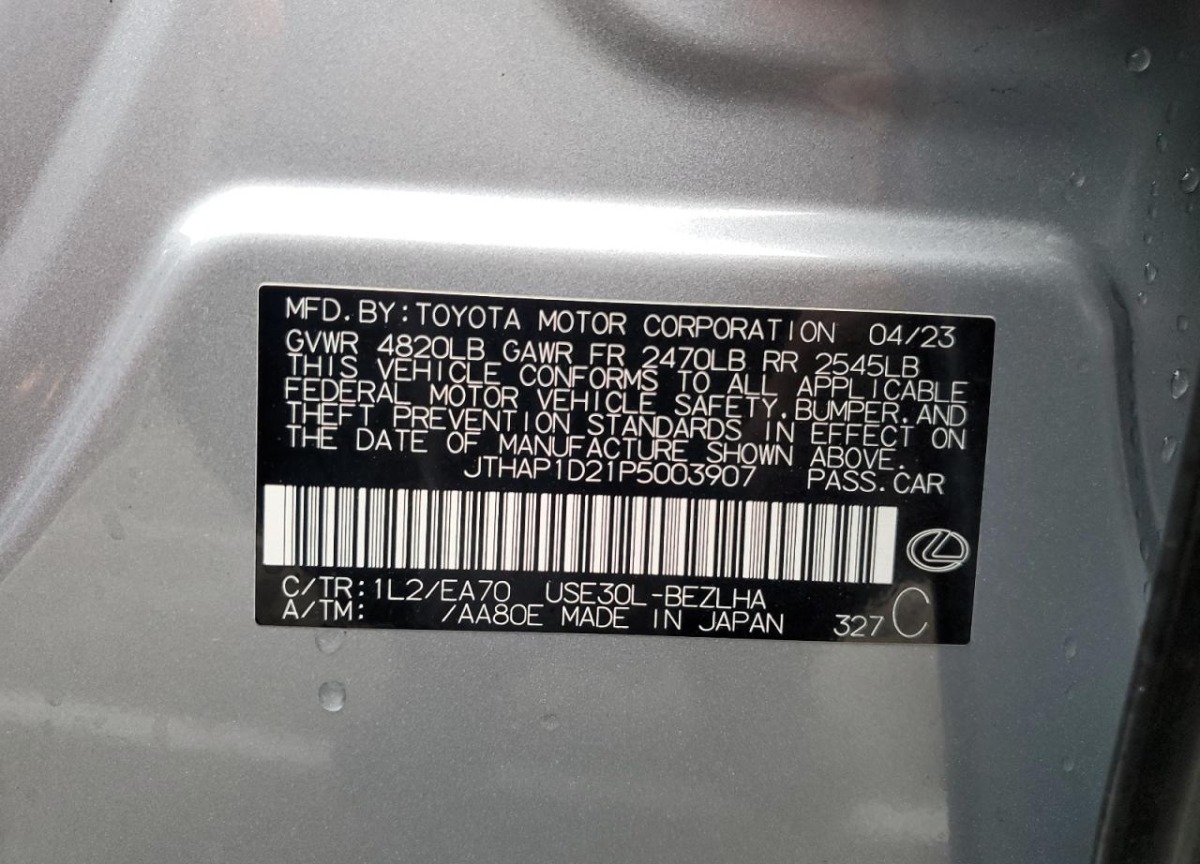 MFD. BY: TOYOTA MOTOR CORPORATION 04/23
GVWR 4820LB GAWR FR 2470LB RR 2545LB
THIS VEHICLE CONFORMS TO ALL APPLICABLE
FEDERAL MOTOR VEHICLE SAFETY, BUMPER, AND
THEFT PREVENTION STANDARDS IN EFFECT ON
THE DATE OF MANUFACTURE SHOWN ABOVE.
JTHAP1D21P5003907 PASS. CAR
C/TR: 1L2/EA70 USE30L-BEZLHA
A/TM: /AA80E MADE IN JAPAN 327 C